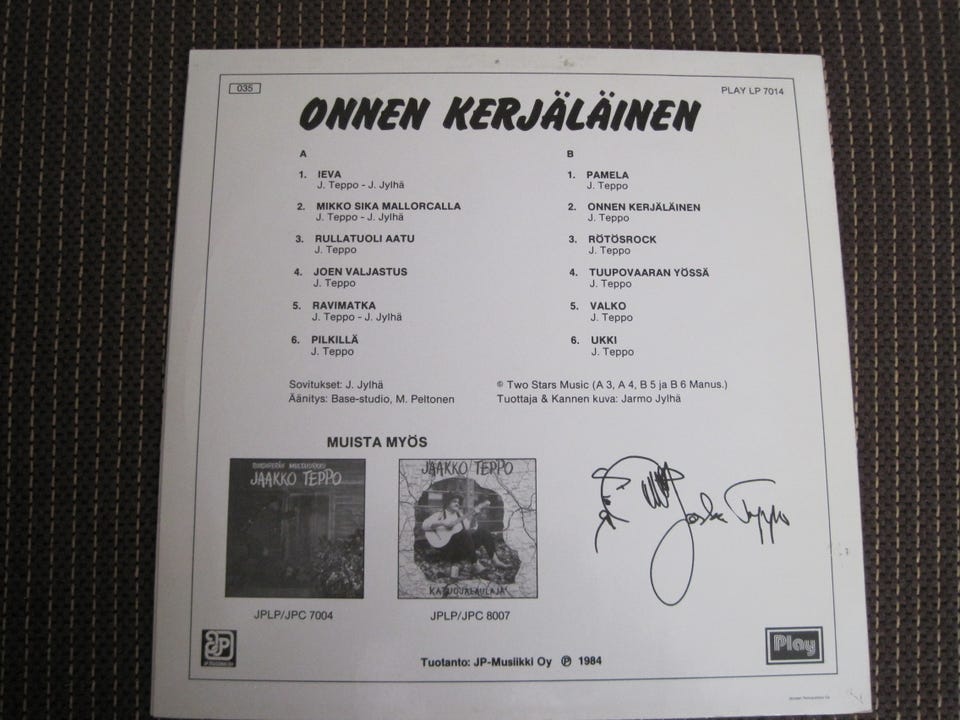 035
PLAY LP 7014
ONNEN KERJÄLÄINEN
A
1. IEVA
J. Teppo - J. Jylhä
2. MIKKO SIKA MALLORCALLA
J. Teppo - J. Jylhä
3. RULLATUOLI AATU
J. Teppo
4. JOEN VALJASTUS
J. Teppo
5. RAVIMATKA
J. Teppo - J. Jylhä
6. PILKILLÄ
J. Teppo
B
1. PAMELA
J. Teppo
2. ONNEN KERJÄLÄINEN
J. Teppo
3. RÖTÖSROCK
J. Teppo
4. TUUPOVAARAN YÖSSÄ
J. Teppo
5. VALKO
J. Teppo
6. UKKI
J. Teppo
Sovitukset: J. Jylhä
Äänitys: Base-studio, M. Peltonen
© Two Stars Music (A 3, A 4, B 5 ja B 6 Manus.)
Tuottaja & Kannen kuva: Jarmo Jylhä
MUISTA MYÖS
JAAKKO TEPPO
JAAKKO TEPPO
KATUOJALAULAJA
JPLP/JPC 7004
JPLP/JPC 8007
Teppo
JP
Tuotanto: JP-Musiikki Oy ℗ 1984
Play